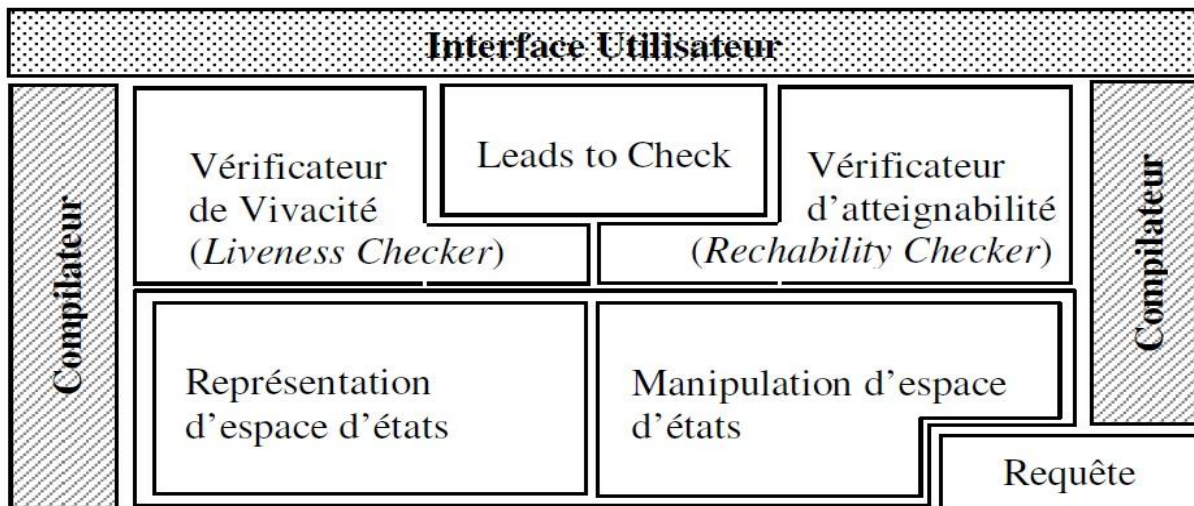 Interface Utilisateur
Compilateur
Vérificateur
de Vivacité
(Liveness Checker)
Leads to Check
Vérificateur
d’atteignabilité
(Rechability Checker)
Compilateur
Représentation
d’espace d’états
Manipulation d’espace
d’états
Requête